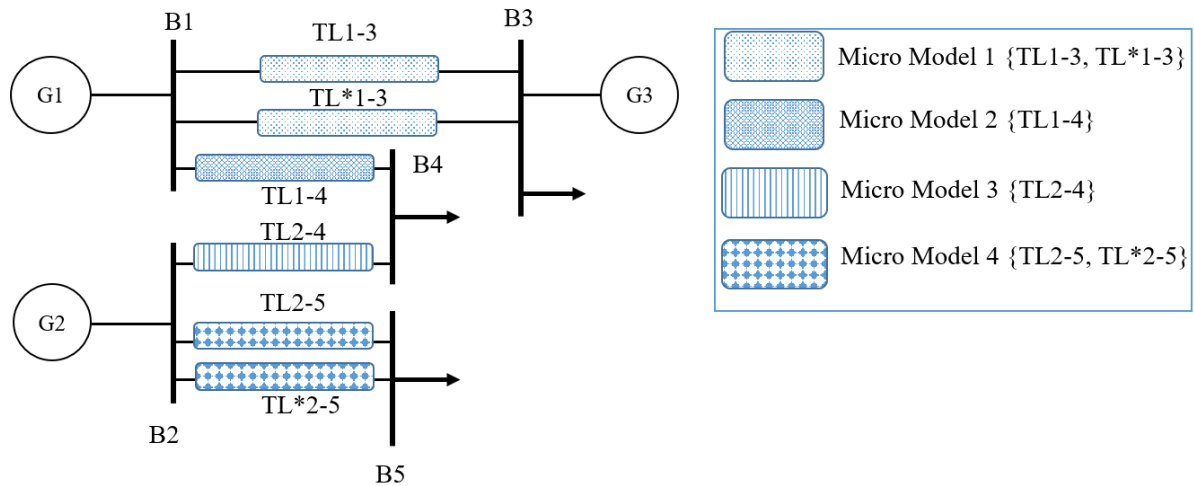 B1
B3
TL1-3
G1
TL*1-3
G3
B4
TL1-4
TL2-4
G2
TL2-5
TL*2-5
B2
B5
Micro Model 1 {TL1-3, TL*1-3}
Micro Model 2 {TL1-4}
Micro Model 3 {TL2-4}
Micro Model 4 {TL2-5, TL*2-5}